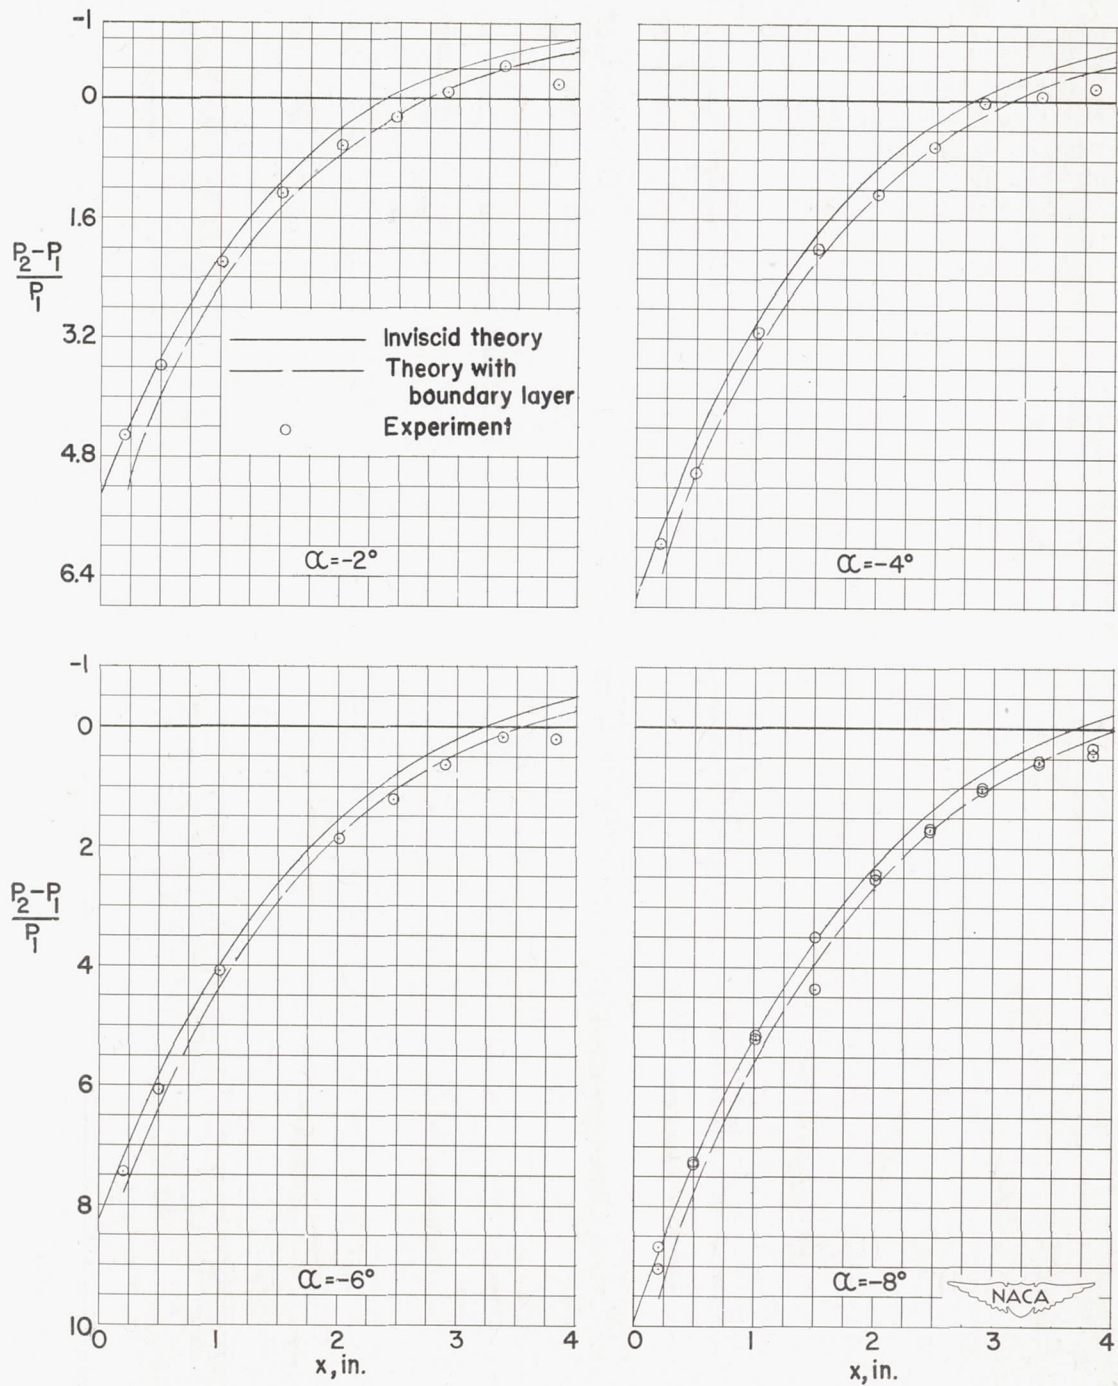 -1
0
1.6
P₂-P₁
P₁
3.2
4.8
6.4
Inviscid theory
Theory with
boundary layer
Experiment
α=-2°
α=-4°
-1
0
2
P₂-P₁
P₁
4
6
8
10
α=-6°
α=-8°
NACA
0 1 2 3 4
x, in.
0 1 2 3 4
x, in.